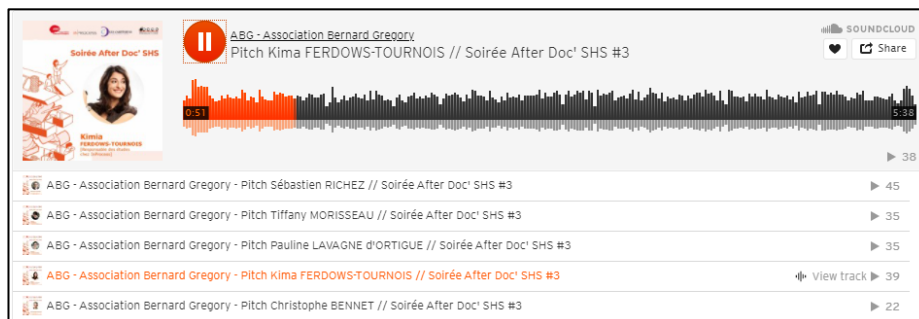 Soirée After Doc' SHS
Kimia
FERDOWS-TOURNOIS
ABG - Association Bernard Gregory
Pitch Kima FERDOWS-TOURNOIS // Soirée After Doc' SHS #3
SOUNDCLOUD
Share
0:51
5:38
38
ABG - Association Bernard Gregory - Pitch Sébastien RICHEZ // Soirée After Doc' SHS #3 45
ABG - Association Bernard Gregory - Pitch Tiffany MORISSEAU // Soirée After Doc' SHS #3 35
ABG - Association Bernard Gregory - Pitch Pauline LAVAGNE d'ORTIGUE // Soirée After Doc' SHS #3 35
ABG - Association Bernard Gregory - Pitch Kima FERDOWS-TOURNOIS // Soirée After Doc' SHS #3 View track 39
ABG - Association Bernard Gregory - Pitch Christophe BENNET // Soirée After Doc' SHS #3 22